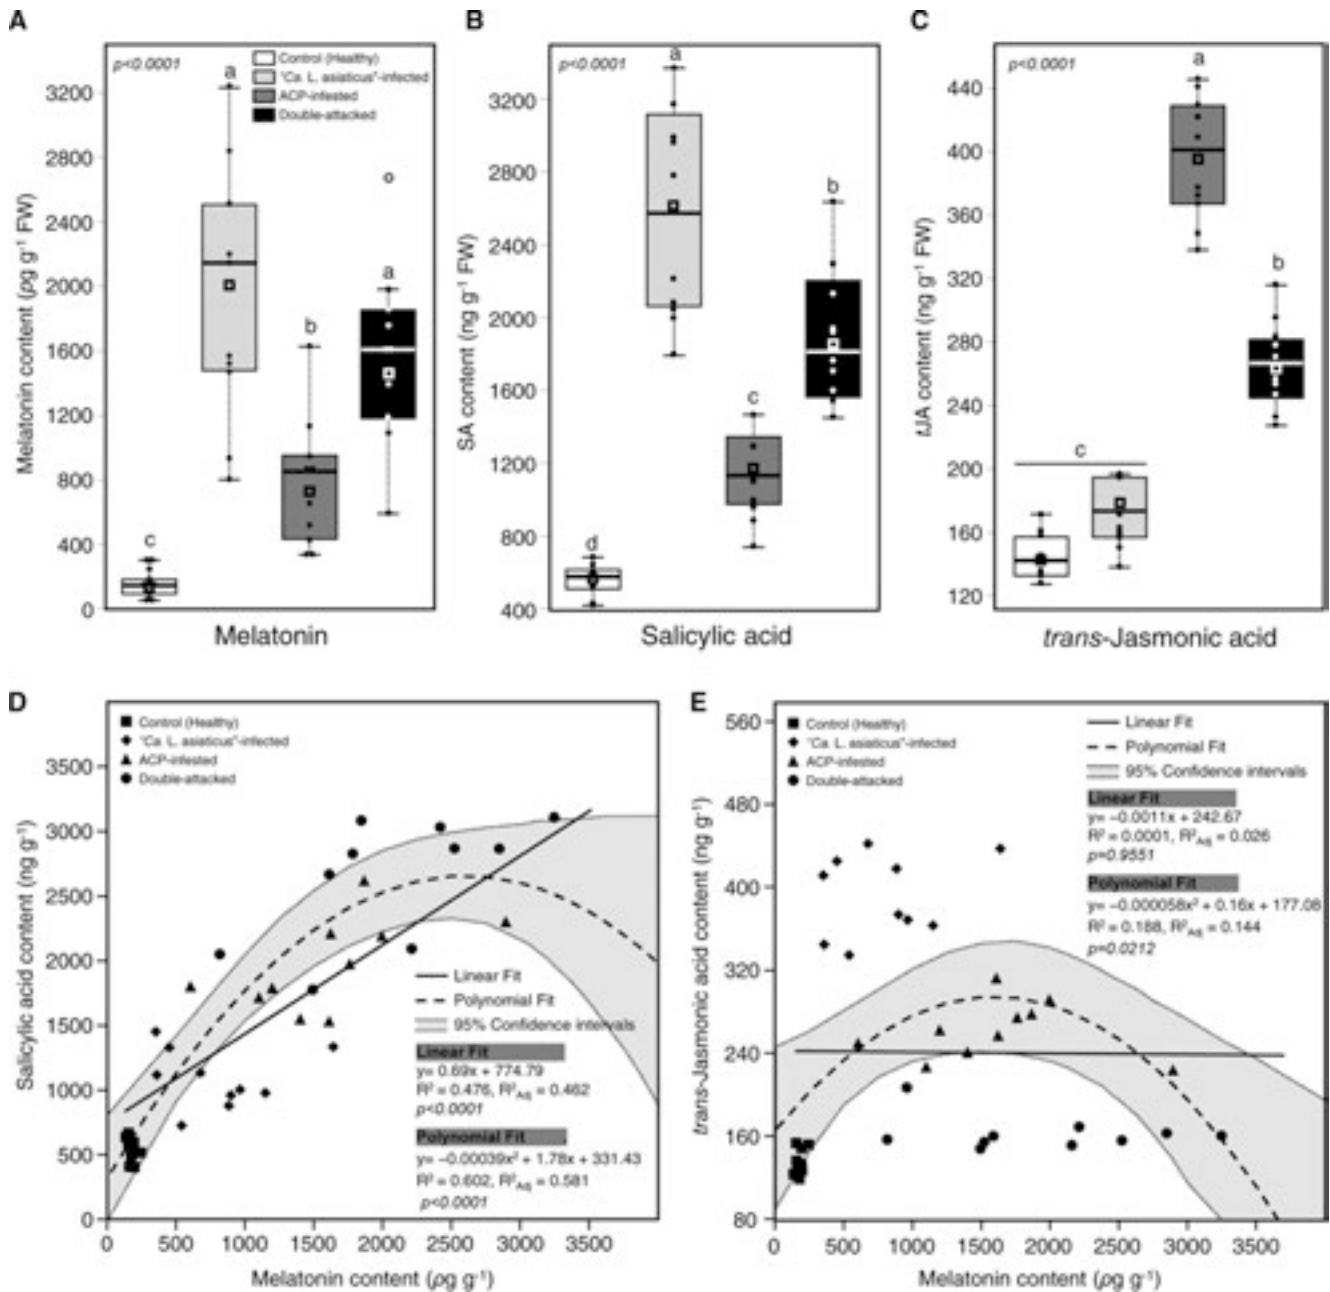 A
p<0.0001
Control (Healthy)
"Ca. L. asiaticus"-infected
ACP-infested
Double-attacked
3200
2800
2400
2000
1600
1200
800
400
0
Melatonin content (ρg g⁻¹ FW)
a
a
b
c
Melatonin
B
p<0.0001
3200
2800
2400
2000
1600
1200
800
400
SA content (ng g⁻¹ FW)
a
b
c
d
Salicylic acid
C
p<0.0001
440
400
360
320
280
240
200
160
120
tJA content (ng g⁻¹ FW)
a
b
c
trans-Jasmonic acid
D
Control (Healthy)
"Ca. L. asiaticus"-infected
ACP-infested
Double-attacked
3500
3000
2500
2000
1500
1000
500
0
Salicylic acid content (ng g⁻¹)
Linear Fit
Polynomial Fit
95% Confidence intervals
Linear Fit
y= 0.69x + 774.79
R² = 0.476, R²Adj = 0.462
p<0.0001
Polynomial Fit
y= −0.00039x² + 1.78x + 331.43
R² = 0.602, R²Adj = 0.581
p<0.0001
0 500 1000 1500 2000 2500 3000 3500
Melatonin content (ρg g⁻¹)
E
Control (Healthy)
"Ca. L. asiaticus"-infected
ACP-infested
Double-attacked
Linear Fit
Polynomial Fit
95% Confidence intervals
Linear Fit
y= −0.0011x + 242.67
R² = 0.0001, R²Adj = 0.026
p=0.9551
Polynomial Fit
y= −0.000058x² + 0.16x + 177.08
R² = 0.188, R²Adj = 0.144
p=0.0212
560
480
400
320
240
160
80
trans-Jasmonic acid content (ng g⁻¹)
0 500 1000 1500 2000 2500 3000 3500
Melatonin content (ρg g⁻¹)